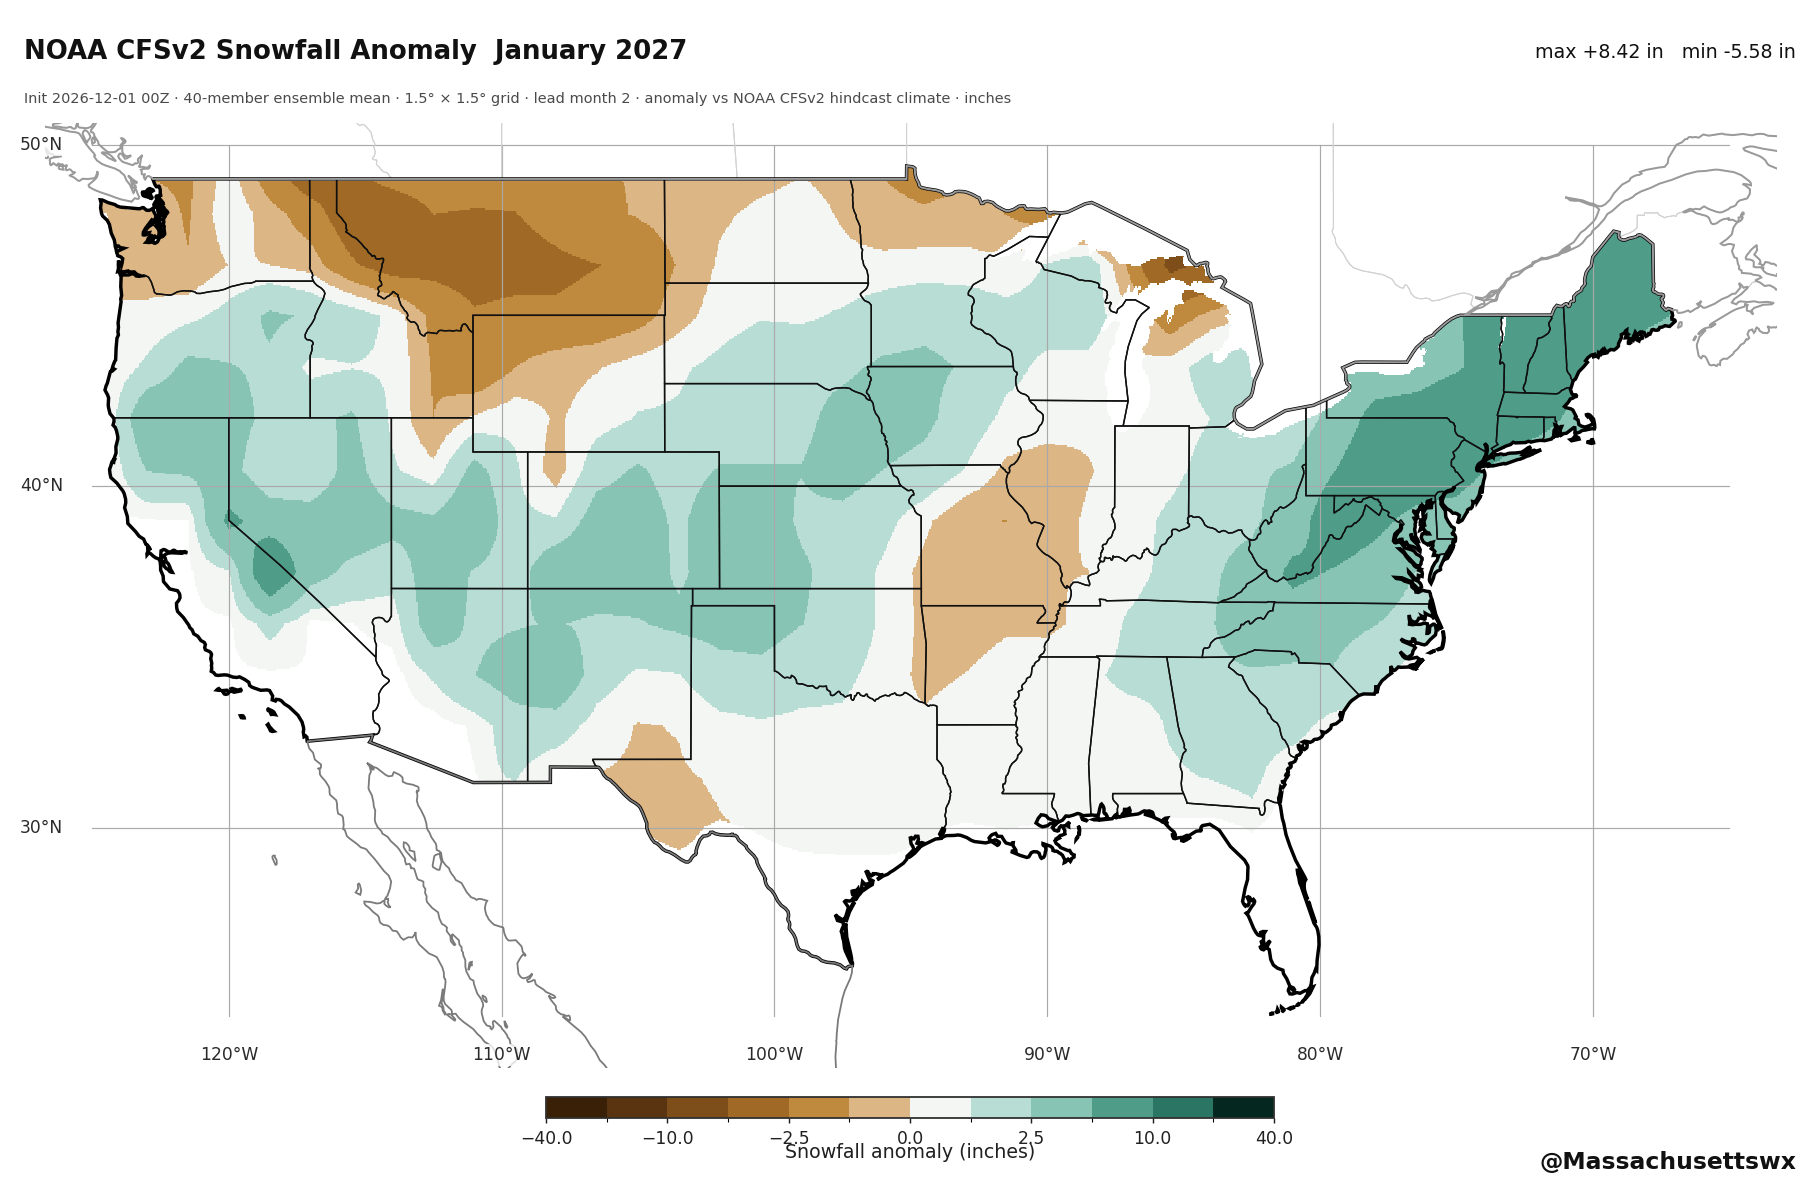 NOAA CFSv2 Snowfall Anomaly  January 2027
max +8.42 in   min -5.58 in
Init 2026-12-01 00Z · 40-member ensemble mean · 1.5° × 1.5° grid · lead month 2 · anomaly vs NOAA CFSv2 hindcast climate · inches
50°N
40°N
30°N
120°W 110°W 100°W 90°W 80°W 70°W
−40.0 −10.0 −2.5 0.0 2.5 10.0 40.0
Snowfall anomaly (inches)
@Massachusettswx